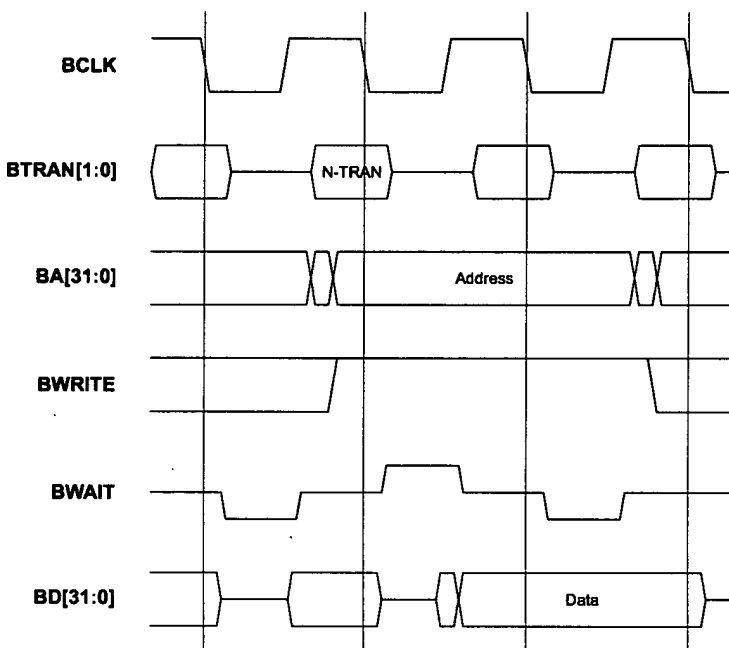 BCLK
BTRAN[1:0]
N-TRAN
BA[31:0]
Address
BWRITE
BWAIT
BD[31:0]
Data